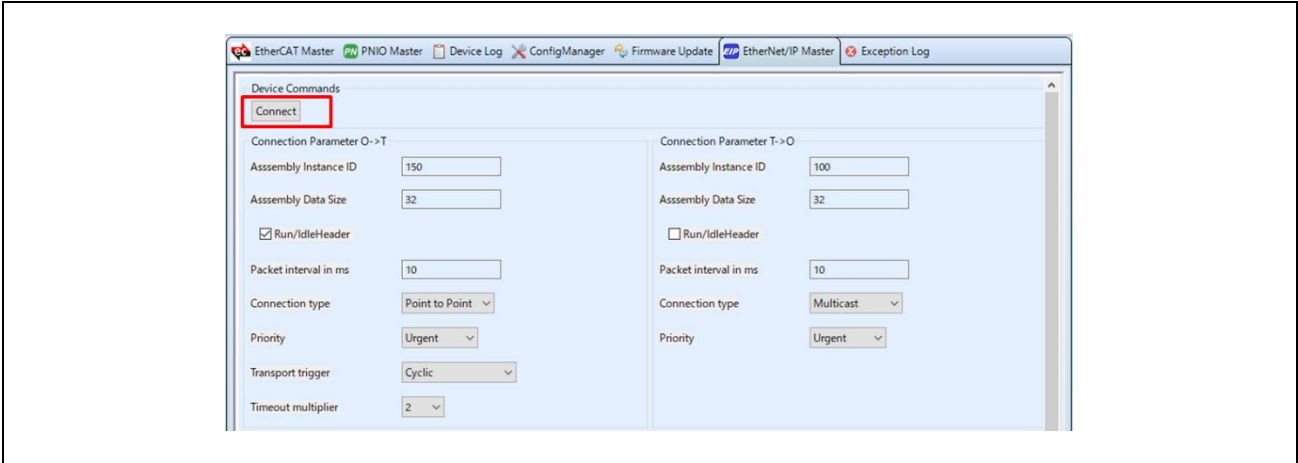 EtherCAT Master PN PNIO Master Device Log ConfigManager Firmware Update EIP EtherNet/IP Master Exception Log
Device Commands
Connect
Connection Parameter O->T
Asssembly Instance ID 150
Asssembly Data Size 32
Run/IdleHeader
Packet interval in ms 10
Connection type Point to Point
Priority Urgent
Transport trigger Cyclic
Timeout multiplier 2
Connection Parameter T->O
Asssembly Instance ID 100
Asssembly Data Size 32
Run/IdleHeader
Packet interval in ms 10
Connection type Multicast
Priority Urgent